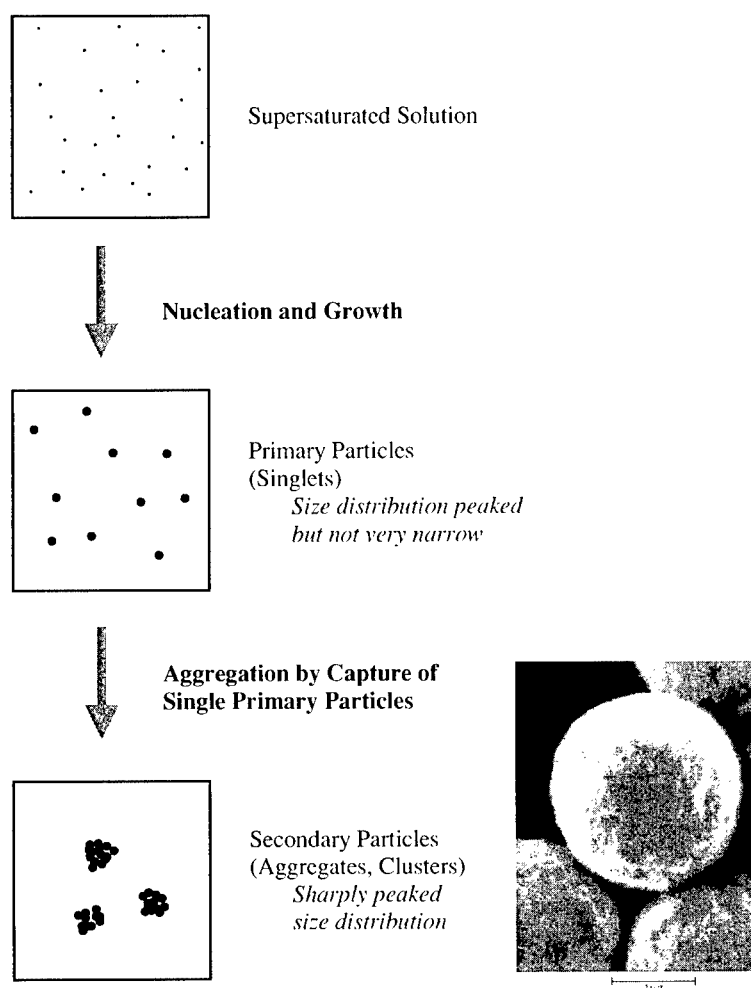 Supersaturated Solution
Nucleation and Growth
Primary Particles
(Singlets)
Size distribution peaked
but not very narrow
Aggregation by Capture of
Single Primary Particles
Secondary Particles
(Aggregates, Clusters)
Sharply peaked
size distribution